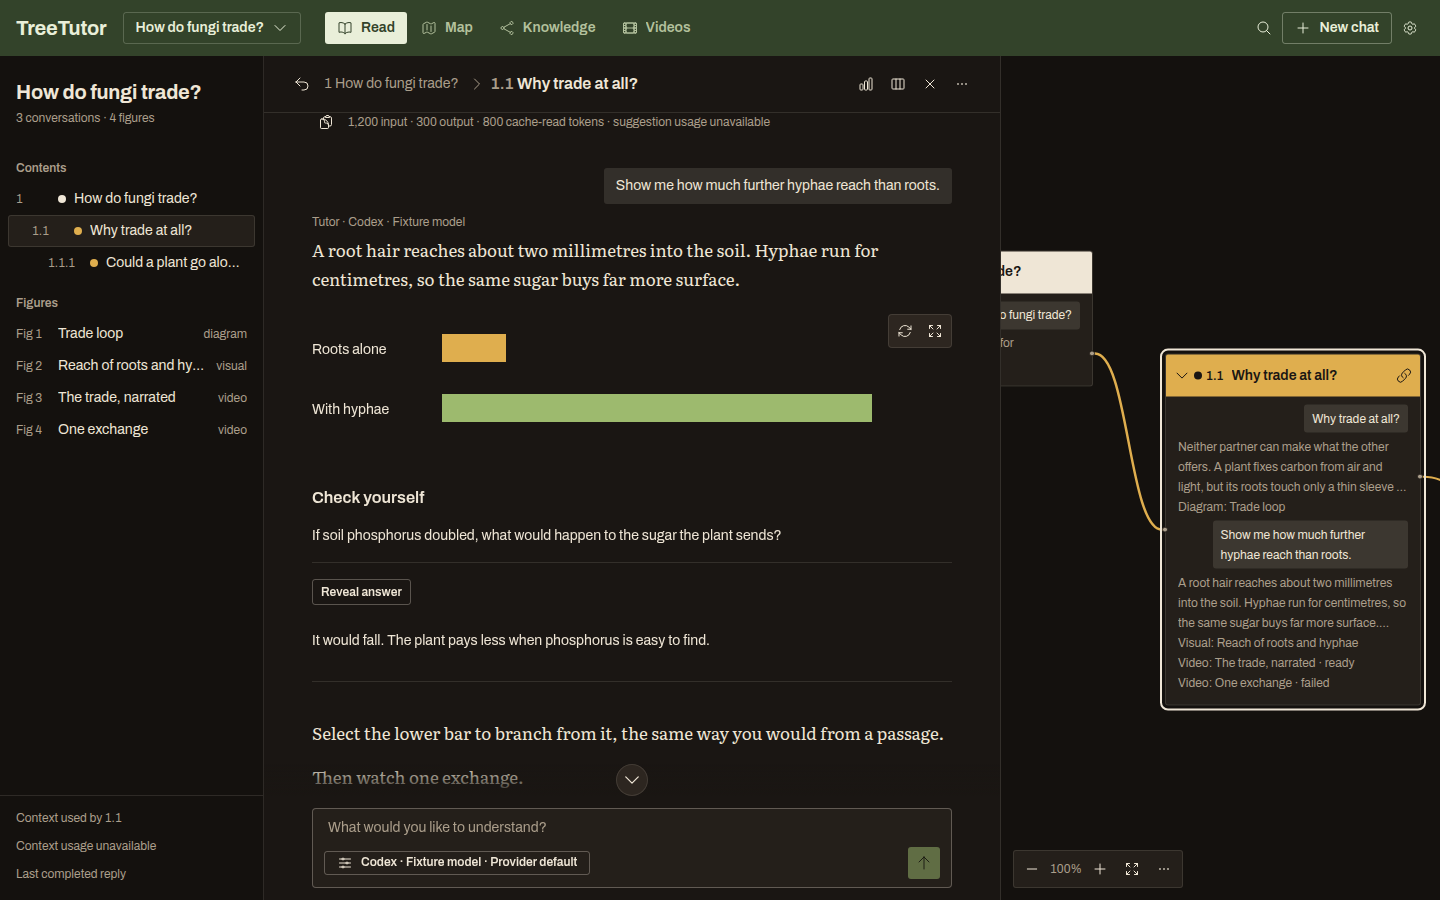 TreeTutor
How do fungi trade?
Read
Map
Knowledge
Videos
New chat
How do fungi trade?
3 conversations · 4 figures
Contents
1 How do fungi trade?
1.1 Why trade at all?
1.1.1 Could a plant go alo...
Figures
Fig 1 Trade loop diagram
Fig 2 Reach of roots and hy... visual
Fig 3 The trade, narrated video
Fig 4 One exchange video
Context used by 1.1
Context usage unavailable
Last completed reply
1 How do fungi trade? 1.1 Why trade at all?
1,200 input · 300 output · 800 cache-read tokens · suggestion usage unavailable
Show me how much further hyphae reach than roots.
Tutor · Codex · Fixture model
A root hair reaches about two millimetres into the soil. Hyphae run for
centimetres, so the same sugar buys far more surface.
Roots alone
With hyphae
Check yourself
If soil phosphorus doubled, what would happen to the sugar the plant sends?
Reveal answer
It would fall. The plant pays less when phosphorus is easy to find.
Select the lower bar to branch from it, the same way you would from a passage.
Then watch one exchange.
What would you like to understand?
Codex · Fixture model · Provider default
de?
o fungi trade?
for
1.1 Why trade at all?
Why trade at all?
Neither partner can make what the other
offers. A plant fixes carbon from air and
light, but its roots touch only a thin sleeve ...
Diagram: Trade loop
Show me how much further
hyphae reach than roots.
A root hair reaches about two millimetres
into the soil. Hyphae run for centimetres, so
the same sugar buys far more surface....
Visual: Reach of roots and hyphae
Video: The trade, narrated · ready
Video: One exchange · failed
100%